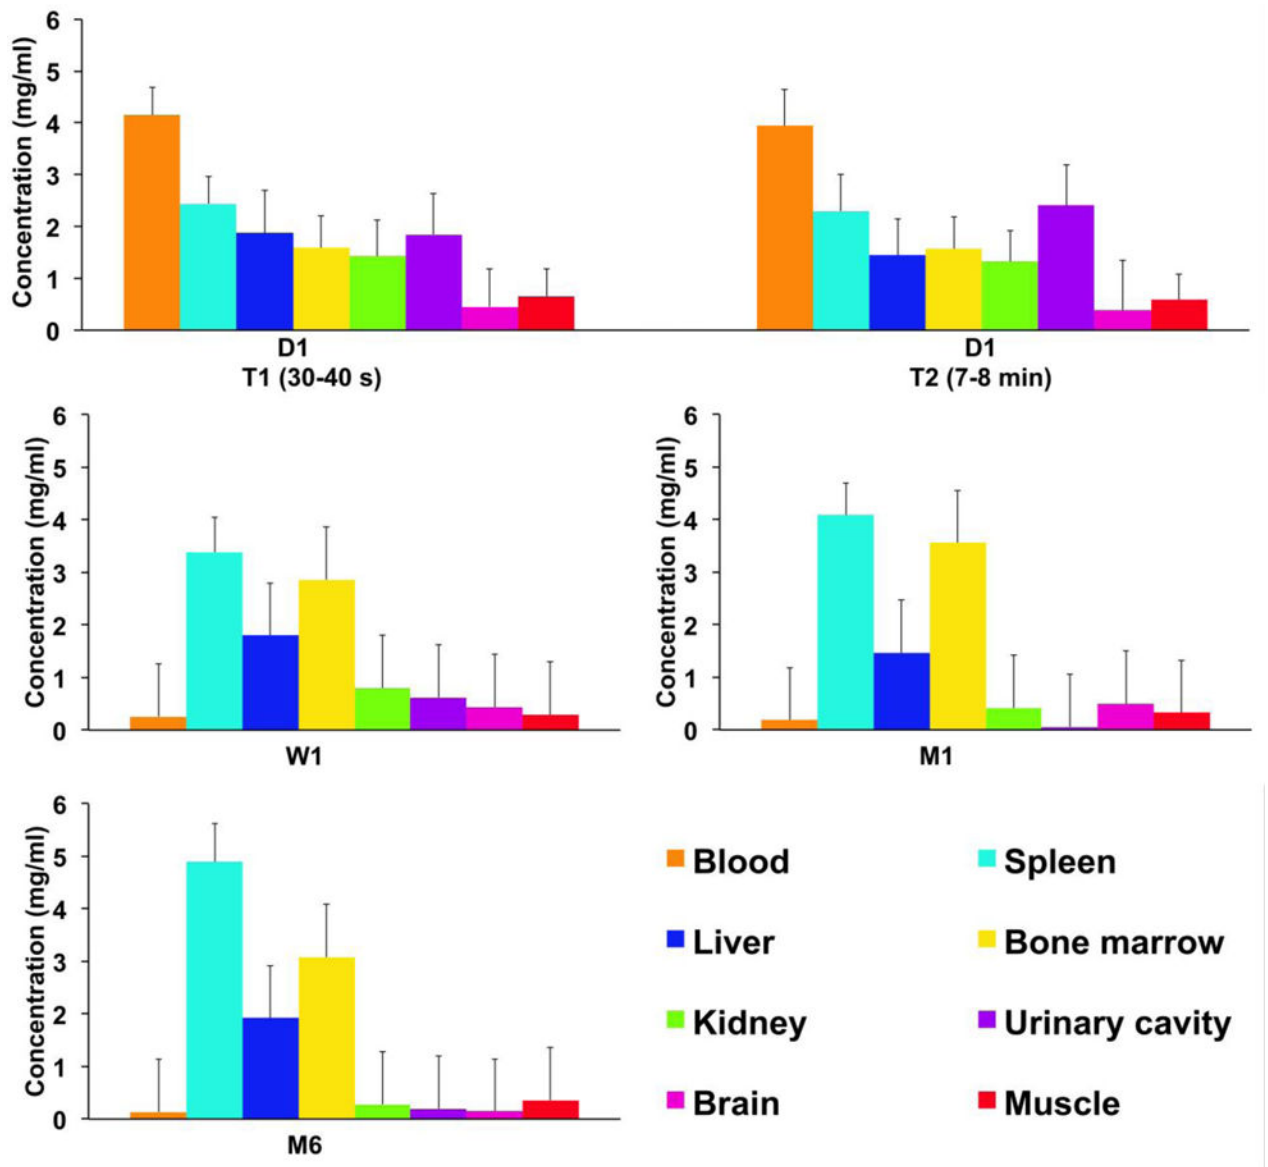 Concentration (mg/ml)
6
5
4
3
2
1
0
D1
T1 (30-40 s)
D1
T2 (7-8 min)
Concentration (mg/ml)
6
5
4
3
2
1
0
W1
Concentration (mg/ml)
6
5
4
3
2
1
0
M1
Concentration (mg/ml)
6
5
4
3
2
1
0
M6
Blood
Spleen
Liver
Bone marrow
Kidney
Urinary cavity
Brain
Muscle